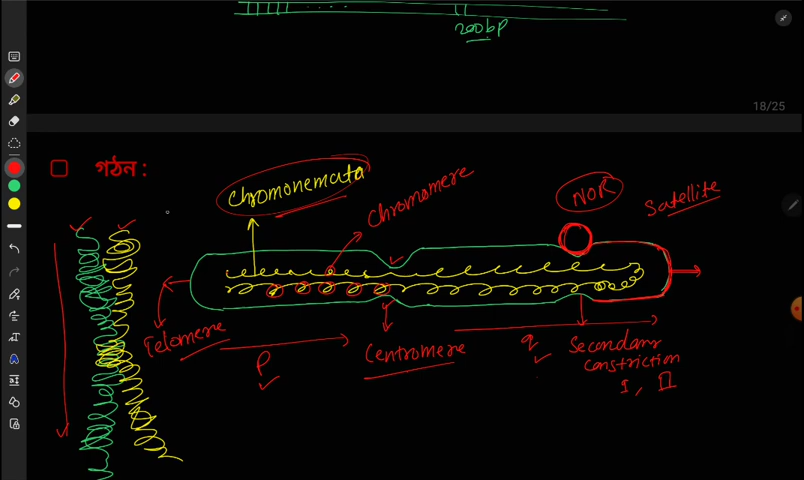 200bp
18/25
গঠন :
Chromonemata
Chromomere
NOR
Satellite
Telomere
P
Centromere
q
Secondary
constriction
I, II